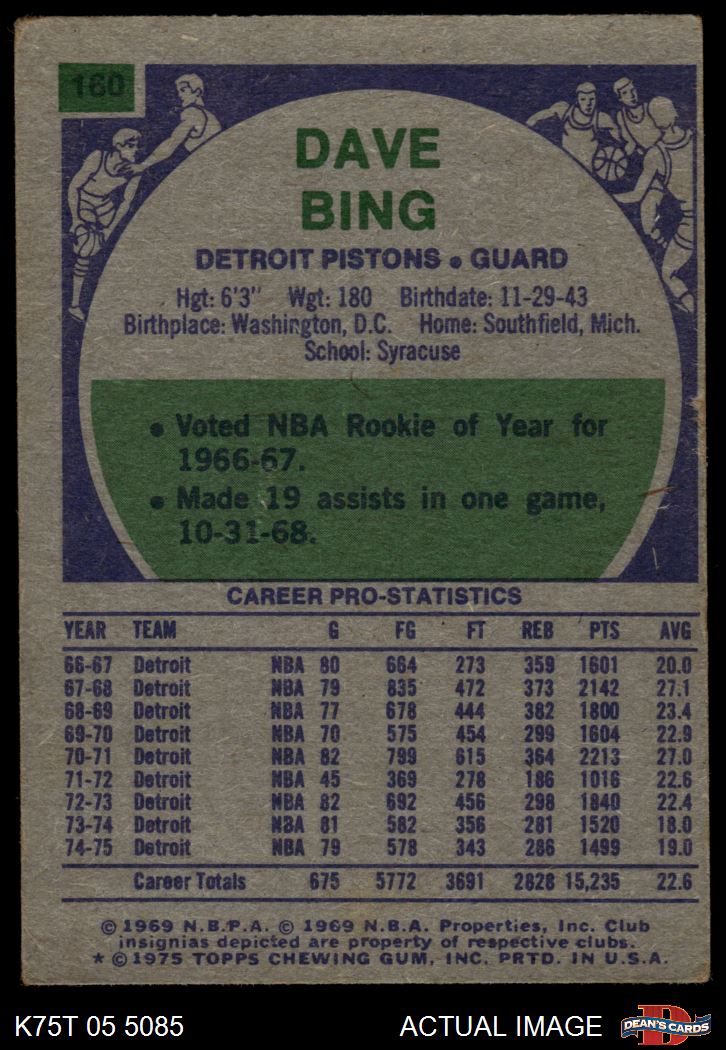 160
DAVE
BING
DETROIT PISTONS • GUARD
Hgt: 6'3" Wgt: 180 Birthdate: 11-29-43
Birthplace: Washington, D.C. Home: Southfield, Mich.
School: Syracuse
• Voted NBA Rookie of Year for
1966-67.
• Made 19 assists in one game,
10-31-68.
CAREER PRO-STATISTICS
YEAR TEAM G FG FT REB PTS AVG
66-67 Detroit NBA 80 664 273 359 1601 20.0
67-68 Detroit NBA 79 835 472 373 2142 27.1
68-69 Detroit NBA 77 678 444 382 1800 23.4
69-70 Detroit NBA 70 575 454 299 1604 22.9
70-71 Detroit NBA 82 799 615 364 2213 27.0
71-72 Detroit NBA 45 369 278 186 1016 22.6
72-73 Detroit NBA 82 692 456 298 1840 22.4
73-74 Detroit NBA 81 582 356 281 1520 18.0
74-75 Detroit NBA 79 578 343 286 1499 19.0
Career Totals 675 5772 3691 2828 15,235 22.6
© 1969 N.B.P.A. © 1969 N.B.A. Properties, Inc. Club
insignias depicted are property of respective clubs.
* © 1975 TOPPS CHEWING GUM, INC. PRTD. IN U.S.A.
K75T 05 5085 ACTUAL IMAGE
D
DEAN'S CARDS